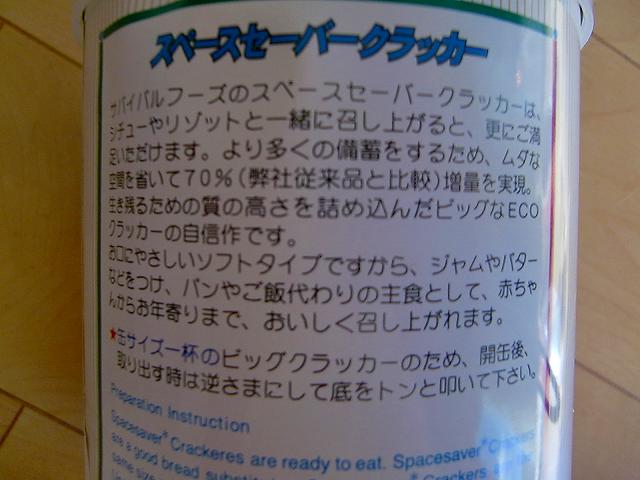 スペースセーバークラッカー
サバイバルフーズのスペースセーバークラッカーは、
シチューやリゾットと一緒に召し上がると、更にご満
足いただけます。より多くの備蓄をするため、ムダな
空間を省いて70%(弊社従来品と比較)増量を実現。
生き残るための質の高さを詰め込んだビッグなECO
クラッカーの自信作です。
お口にやさしいソフトタイプですから、ジャムやバター
などをつけ、パンやご飯代わりの主食として、赤ちゃ
んからお年寄りまで、おいしく召し上がれます。
★缶サイズ一杯のビッグクラッカーのため、開缶後、
取り出す時は逆さまにして底をトンと叩いて下さい。
Preparation Instruction
Spacesaver® Crackeres are ready to eat. Spacesaver® Crackers
are a good bread
same size Crackers are